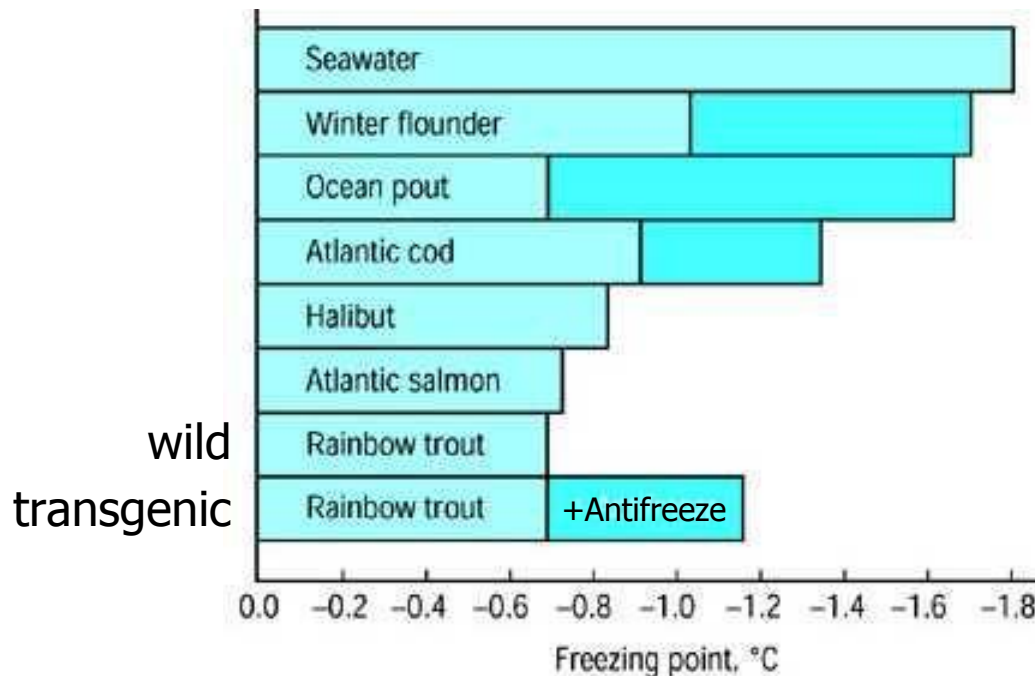 Seawater
Winter flounder
Ocean pout
Atlantic cod
Halibut
Atlantic salmon
wild Rainbow trout
transgenic Rainbow trout +Antifreeze
0.0 –0.2 –0.4 –0.6 –0.8 –1.0 –1.2 –1.4 –1.6 –1.8
Freezing point, °C